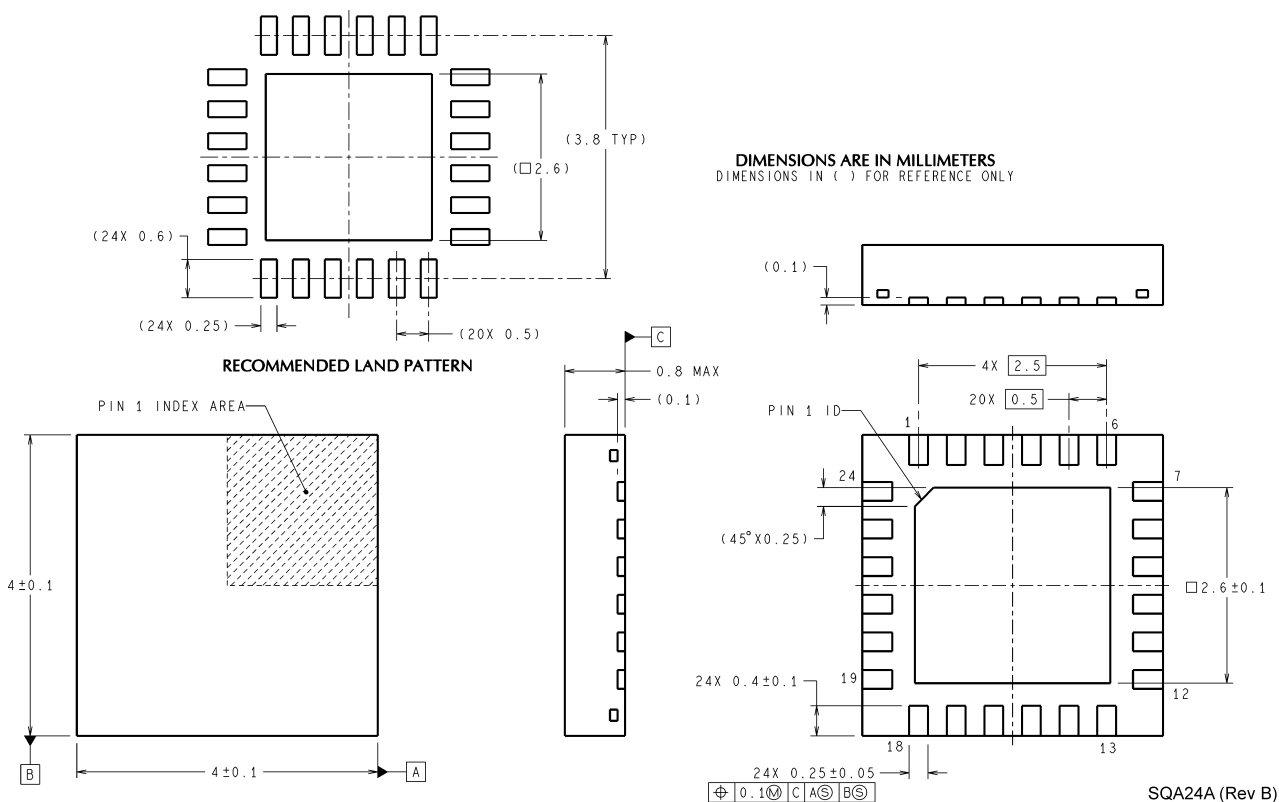 (3.8 TYP)
(□2.6)
(24X 0.6)
(24X 0.25)
(20X 0.5)
RECOMMENDED LAND PATTERN
DIMENSIONS ARE IN MILLIMETERS
DIMENSIONS IN ( ) FOR REFERENCE ONLY
(0.1)
PIN 1 INDEX AREA
4±0.1
B
4±0.1
A
C
0.8 MAX
(0.1)
4X 2.5
20X 0.5
PIN 1 ID
1
6
24
7
(45°X0.25)
□2.6±0.1
19
12
24X 0.4±0.1
18
13
24X 0.25±0.05
⌖ 0.1Ⓜ C AⓈ BⓈ
SQA24A (Rev B)